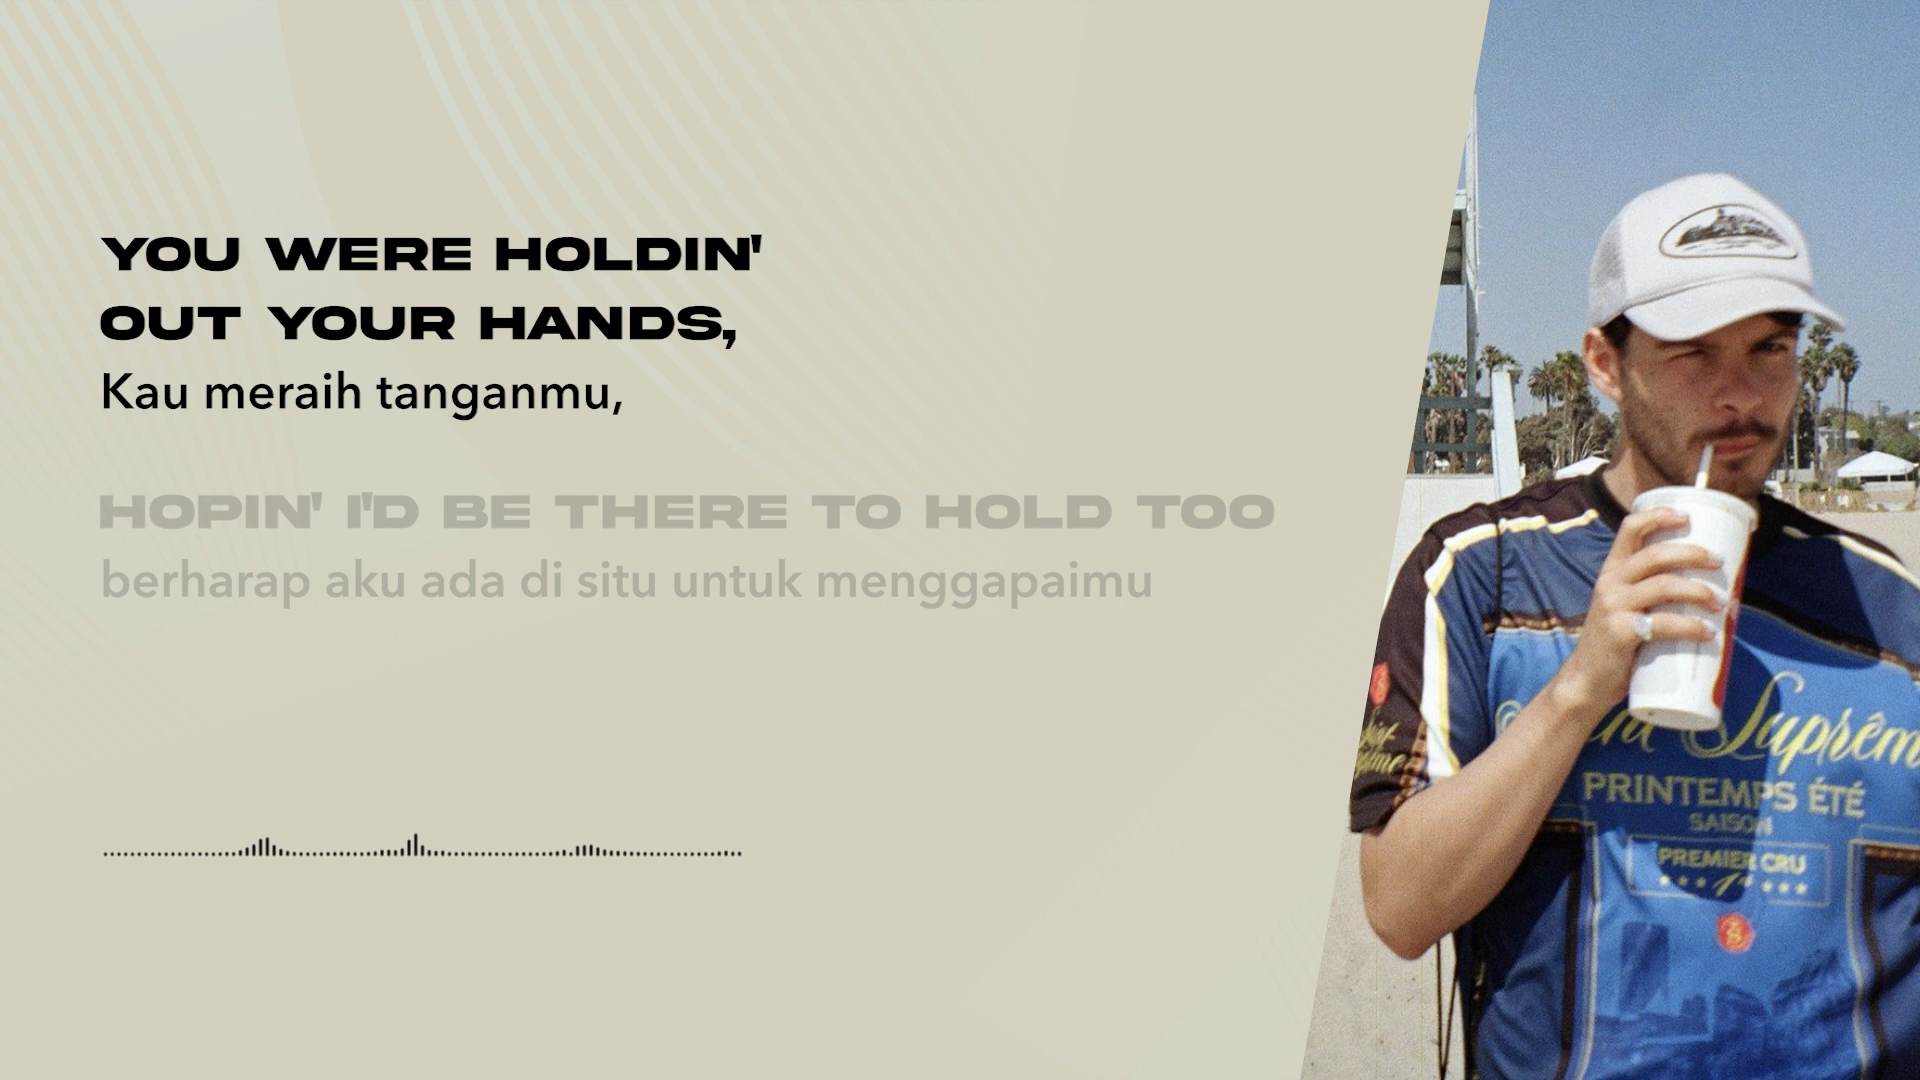 YOU WERE HOLDIN'
OUT YOUR HANDS,
Kau meraih tanganmu,
HOPIN' I'D BE THERE TO HOLD TOO
berharap aku ada di situ untuk menggapaimu
PRINTEMPS ÉTÉ
SAISON
PREMIER CRU